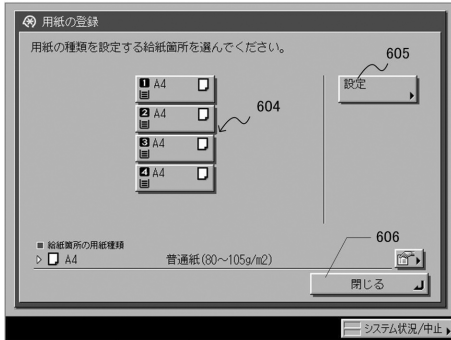 用紙の登録
用紙の種類を設定する給紙箇所を選んでください。
605
設定
1 A4
604
2 A4
3 A4
4 A4
606
■ 給紙箇所の用紙種類
A4 普通紙(80～105g/m2)
閉じる
システム状況/中止